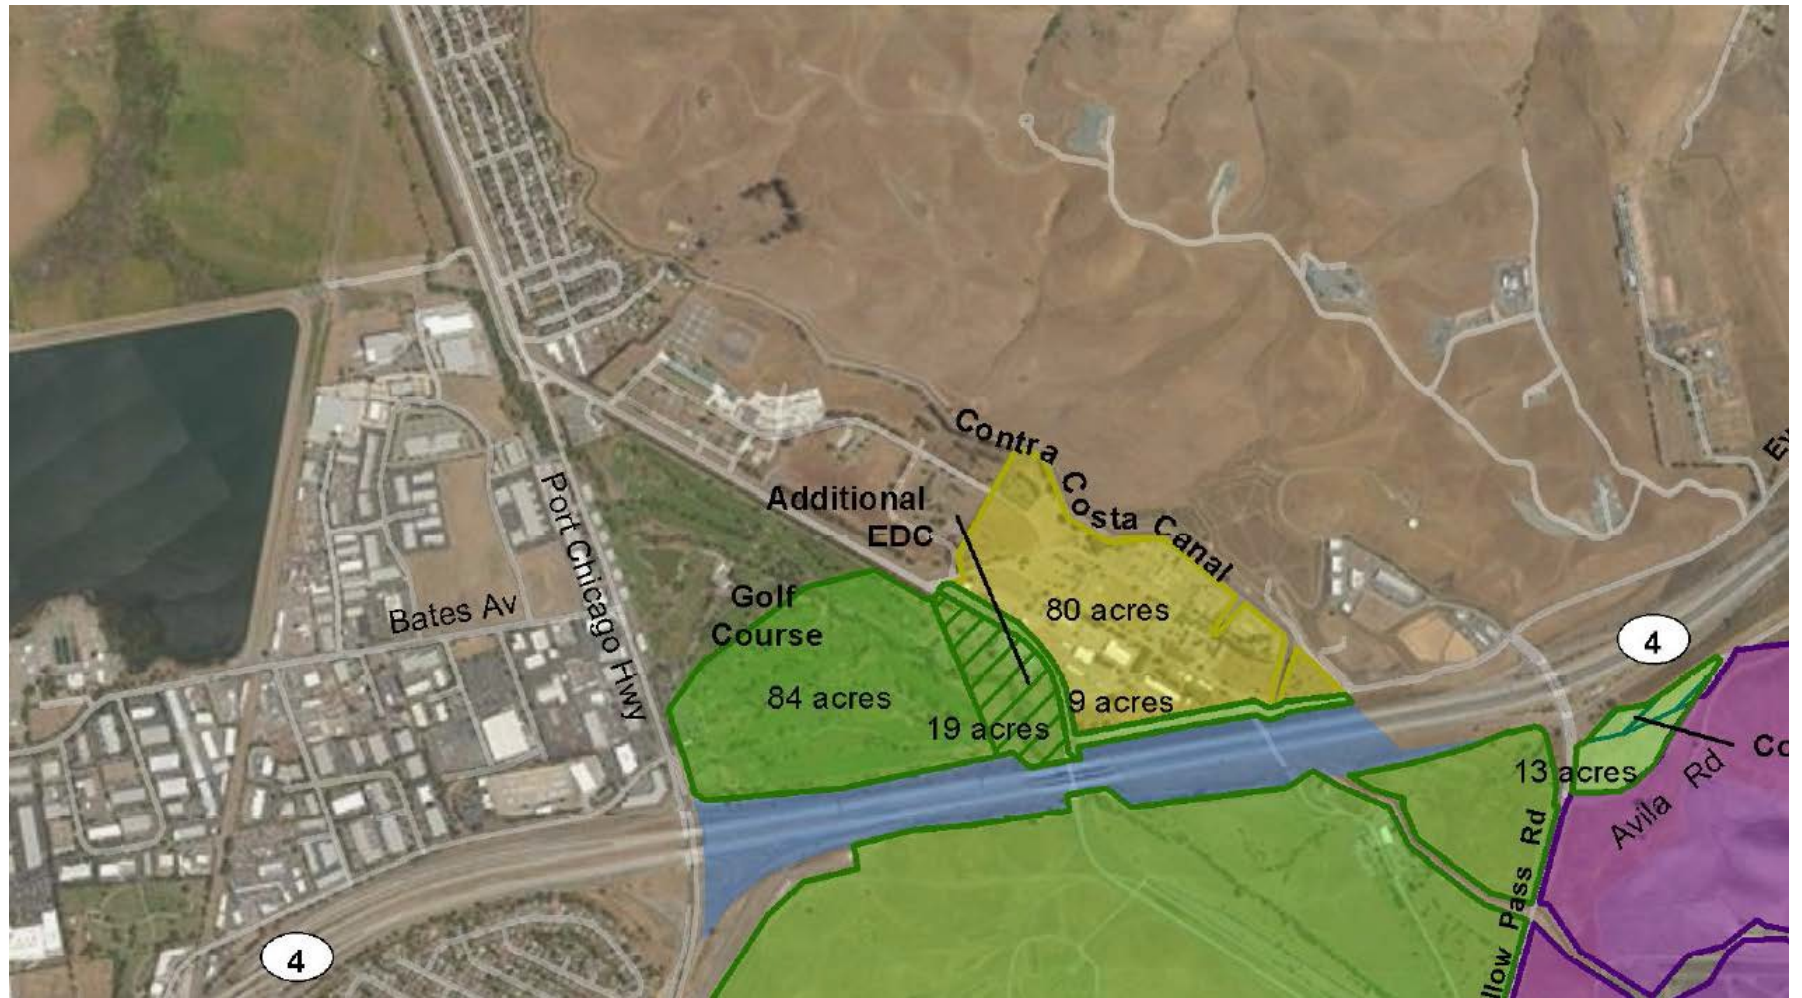 Contra Costa Canal
Additional
EDC
Port Chicago Hwy
Golf
Course
Bates Av
80 acres
84 acres
19 acres
9 acres
13 acres
4
Avila Rd
Pass Rd
4